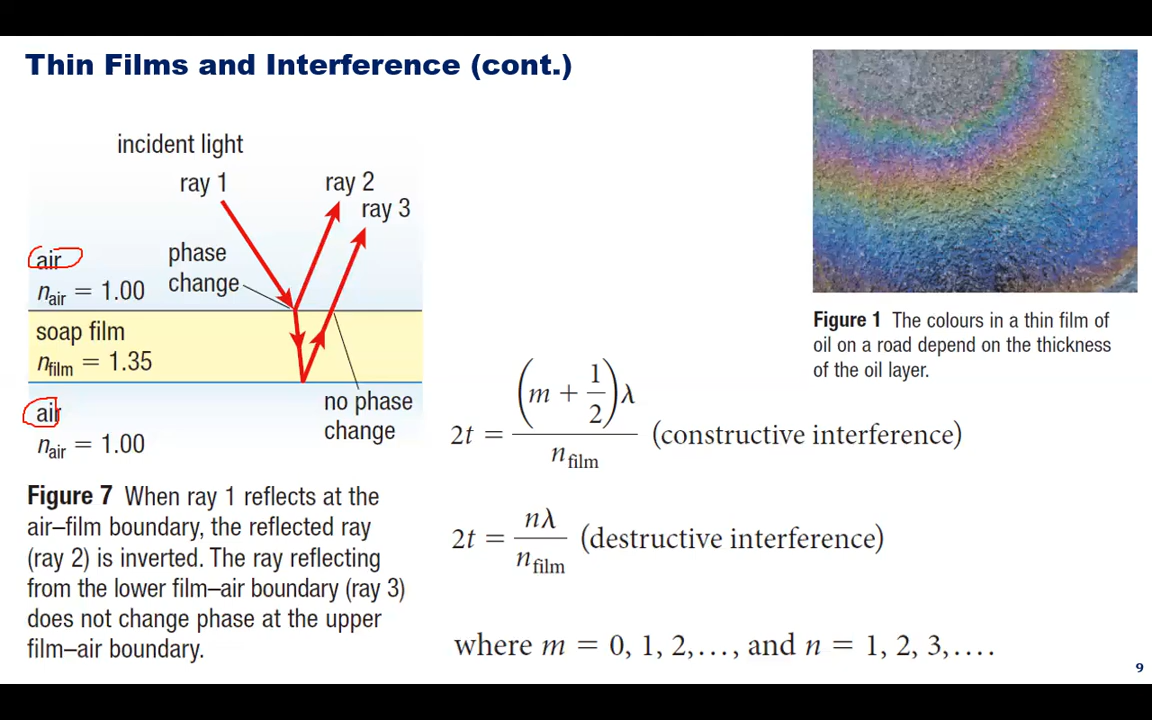 Thin Films and Interference (cont.)
incident light
ray 1
ray 2
ray 3
air
phase
change
n_air = 1.00
soap film
n_film = 1.35
air
no phase
change
n_air = 1.00
Figure 7 When ray 1 reflects at the
air–film boundary, the reflected ray
(ray 2) is inverted. The ray reflecting
from the lower film–air boundary (ray 3)
does not change phase at the upper
film–air boundary.
Figure 1 The colours in a thin film of
oil on a road depend on the thickness
of the oil layer.
2t = (m + 1/2)λ / n_film (constructive interference)
2t = nλ / n_film (destructive interference)
where m = 0, 1, 2,…, and n = 1, 2, 3,….
9